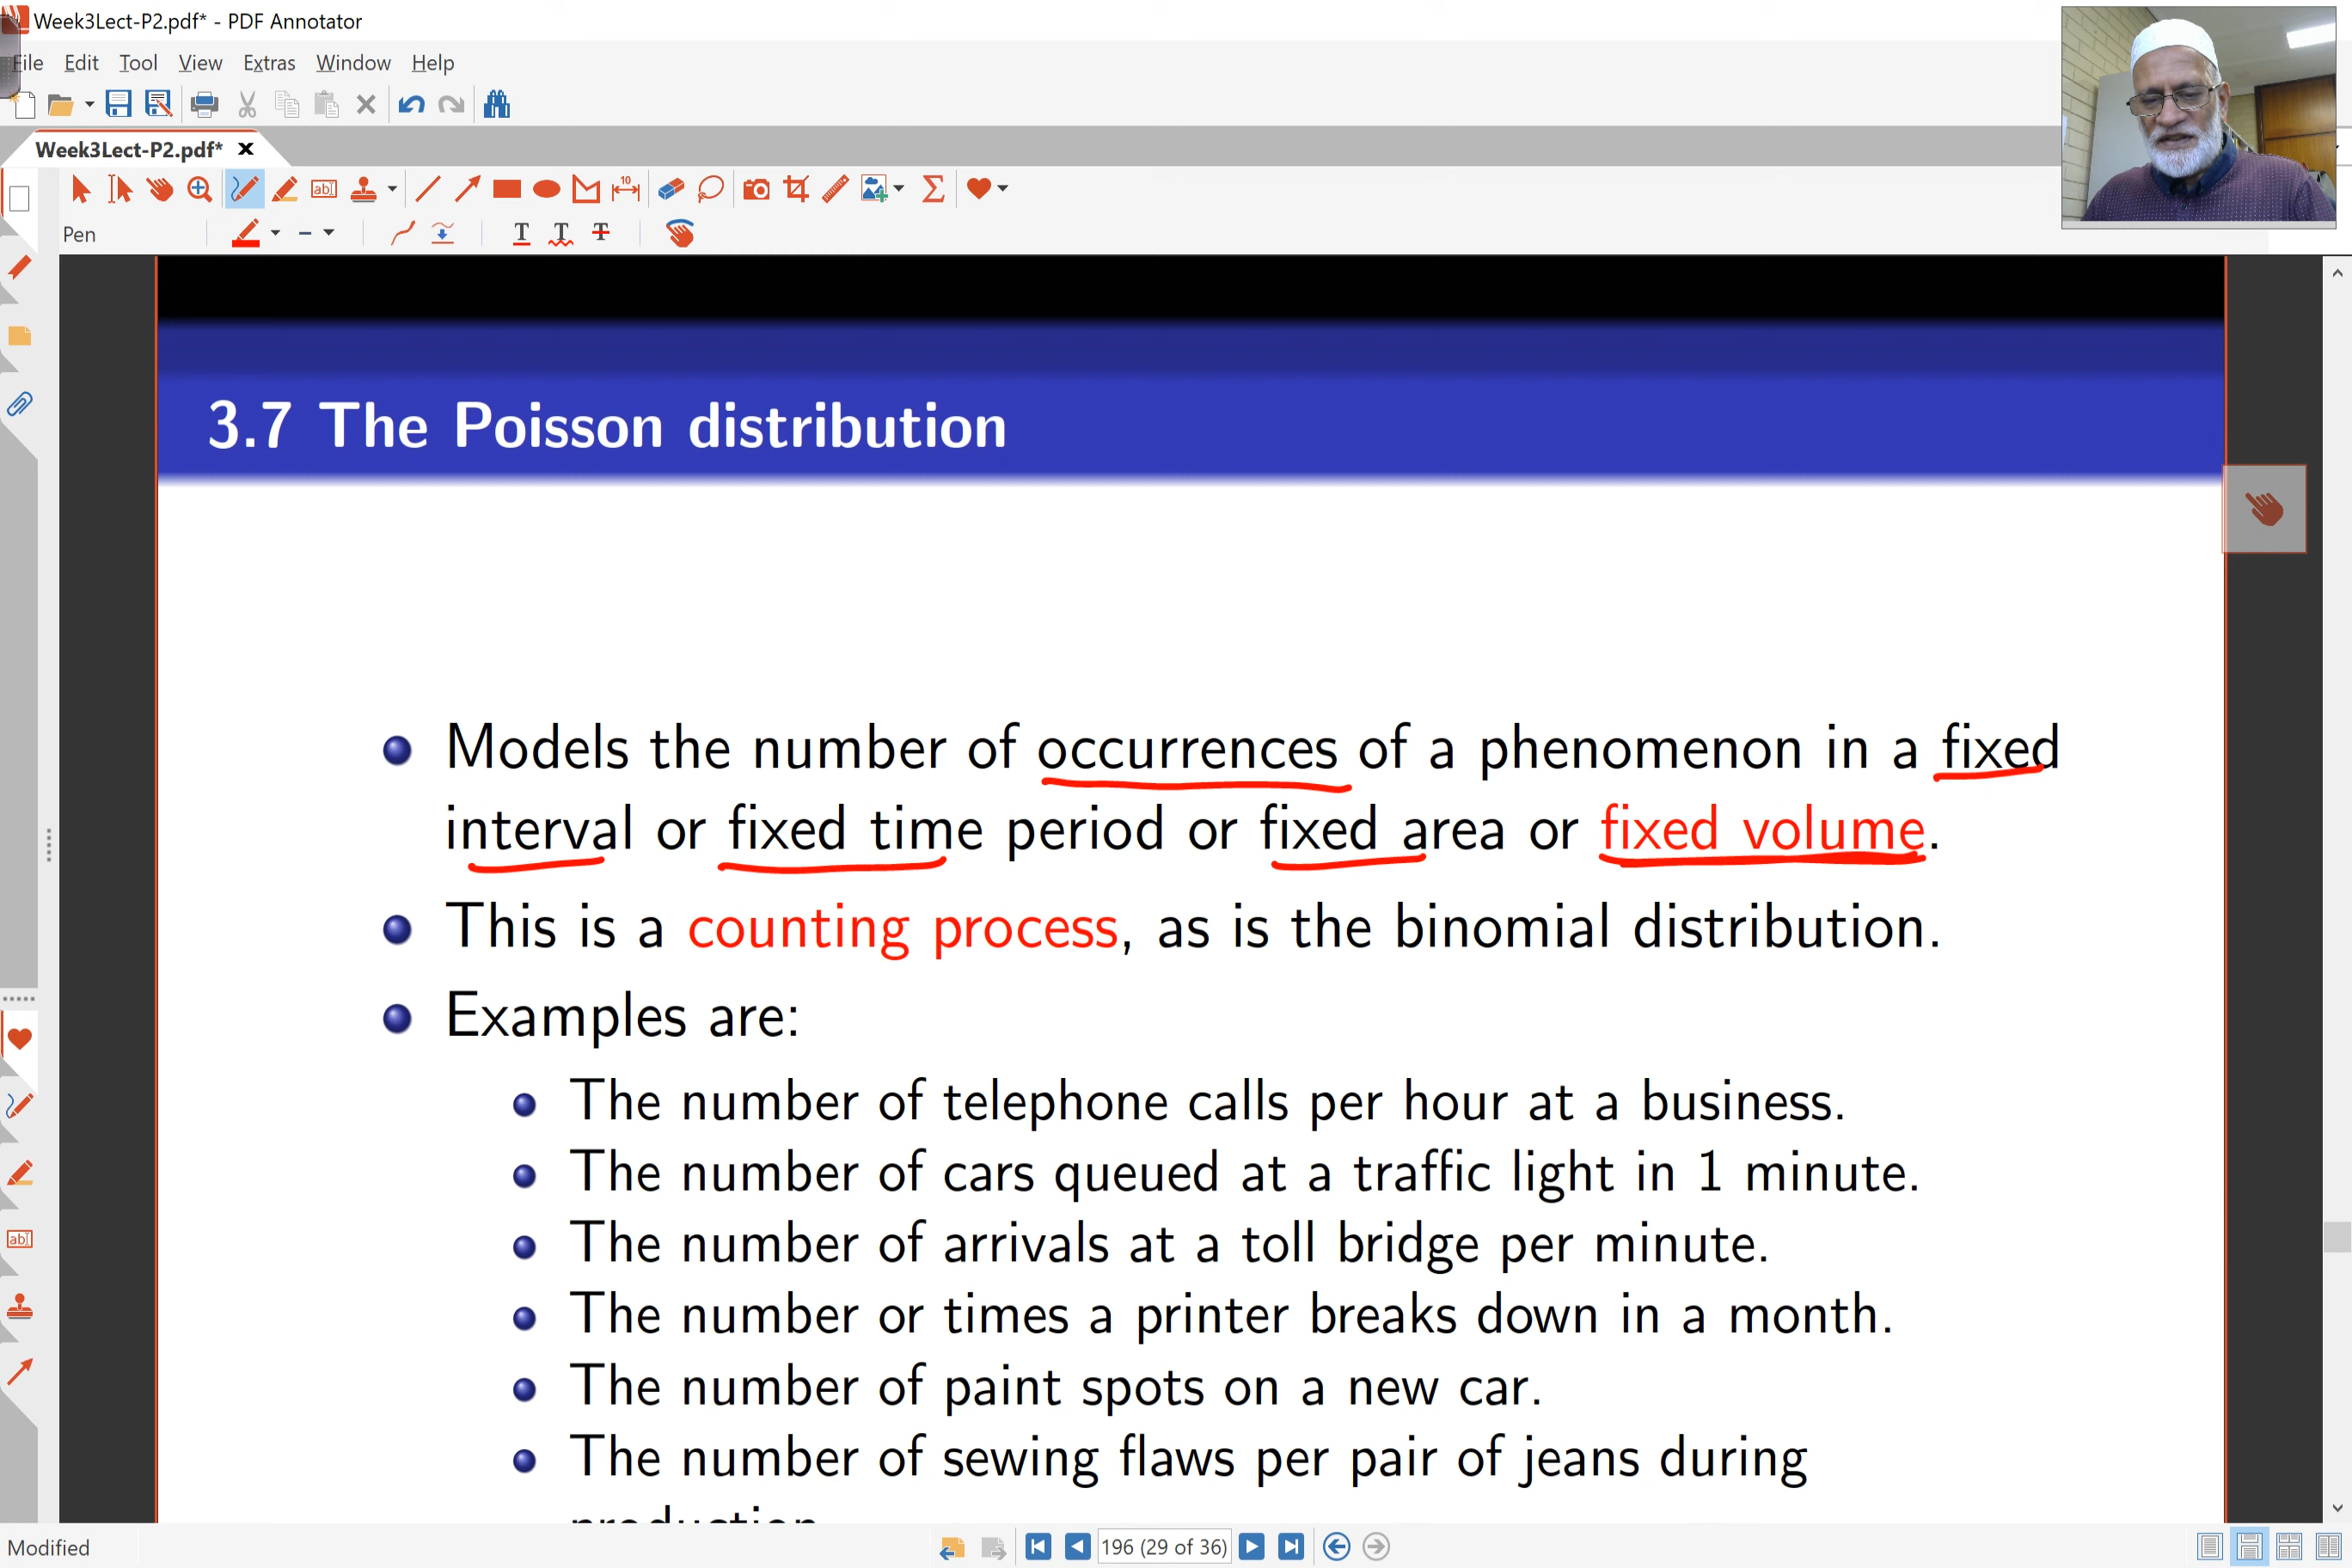 Week3Lect-P2.pdf* - PDF Annotator
File Edit Tool View Extras Window Help
Week3Lect-P2.pdf*
Pen
3.7 The Poisson distribution
Models the number of occurrences of a phenomenon in a fixed
interval or fixed time period or fixed area or fixed volume.
This is a counting process, as is the binomial distribution.
Examples are:
The number of telephone calls per hour at a business.
The number of cars queued at a traffic light in 1 minute.
The number of arrivals at a toll bridge per minute.
The number or times a printer breaks down in a month.
The number of paint spots on a new car.
The number of sewing flaws per pair of jeans during
production
Modified
196 (29 of 36)